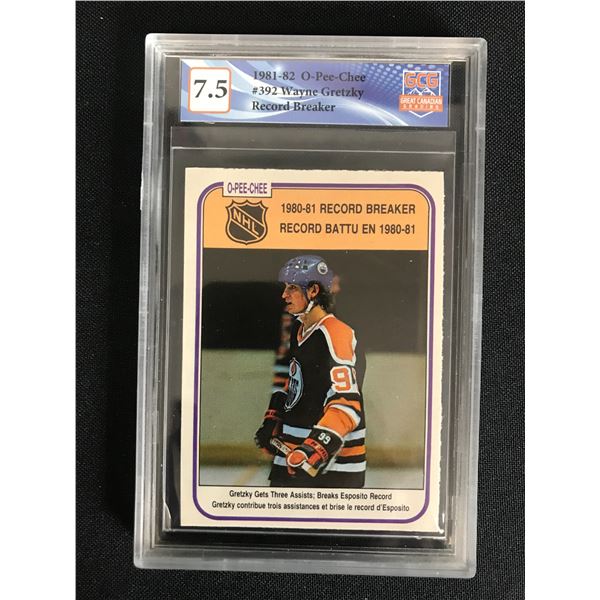 7.5
1981-82 O-Pee-Chee
#392 Wayne Gretzky
Record Breaker
GCG
GREAT CANADIAN
GRADING
O-PEE-CHEE
NHL
1980-81 RECORD BREAKER
RECORD BATTU EN 1980-81
99
99
Gretzky Gets Three Assists; Breaks Esposito Record
Gretzky contribue trois assistances et brise le record d'Esposito